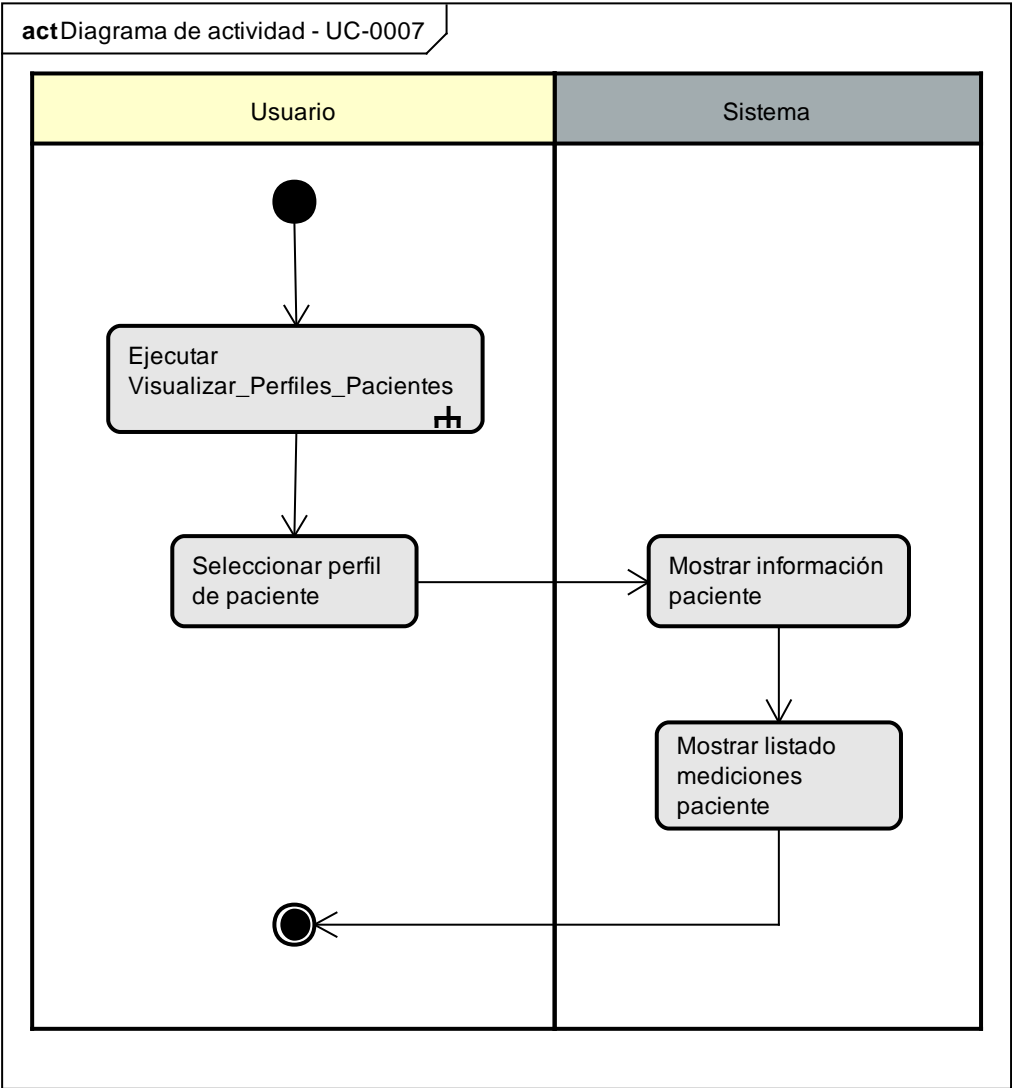 act Diagrama de actividad - UC-0007
Usuario
Sistema
Ejecutar
Visualizar_Perfiles_Pacientes
Seleccionar perfil
de paciente
Mostrar información
paciente
Mostrar listado
mediciones
paciente